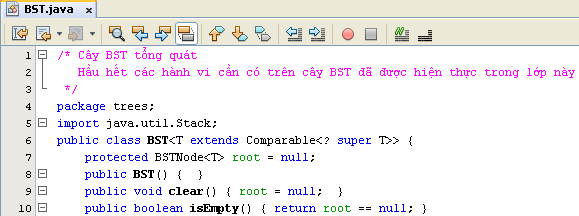 BST.java
1 /* Cây BST tổng quát
2 Hầu hết các hành vi cần có trên cây BST đã được hiện thực trong lớp này
3 */
4 package trees;
5 import java.util.Stack;
6 public class BST<T extends Comparable<? super T>> {
7 protected BSTNode<T> root = null;
8 public BST() { }
9 public void clear() { root = null; }
10 public boolean isEmpty() { return root == null; }